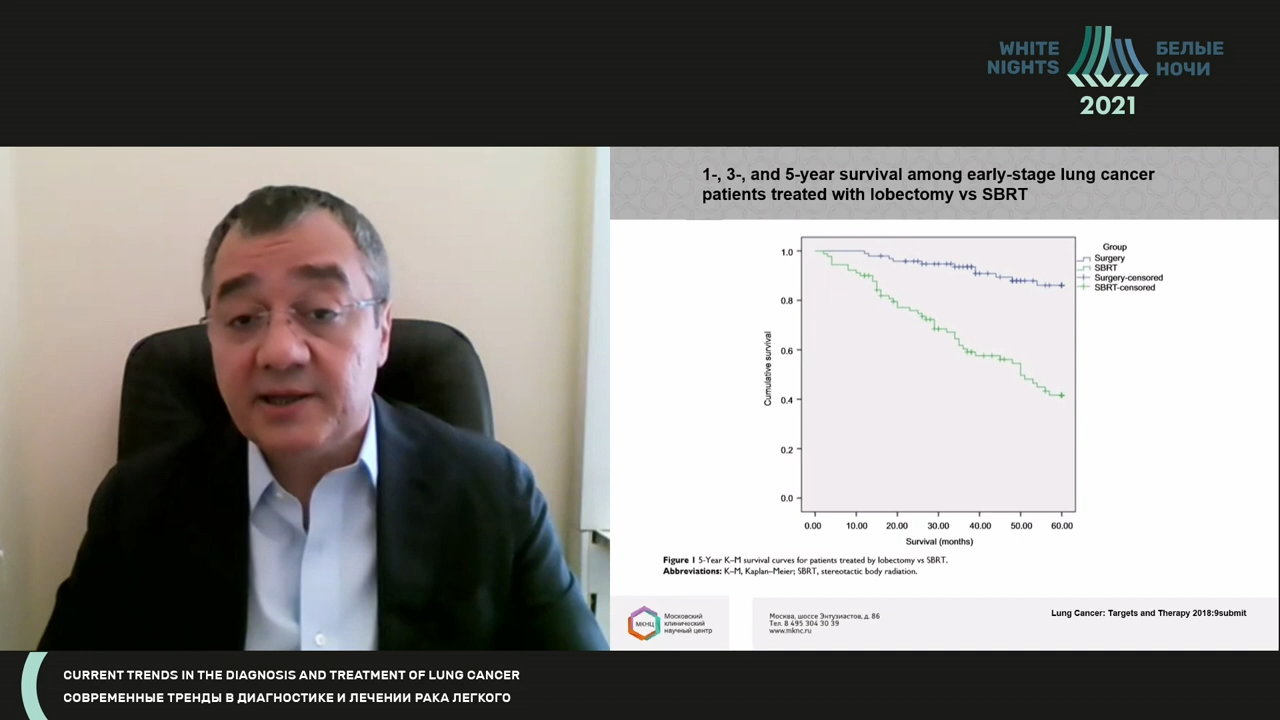 WHITE
NIGHTS
БЕЛЫЕ
НОЧИ
2021
1-, 3-, and 5-year survival among early-stage lung cancer
patients treated with lobectomy vs SBRT
Group
Surgery
SBRT
Surgery-censored
SBRT-censored
Cumulative survival
1.0
0.8
0.6
0.4
0.2
0.0
0.00 10.00 20.00 30.00 40.00 50.00 60.00
Survival (months)
Figure 1 5-Year K–M survival curves for patients treated by lobectomy vs SBRT.
Abbreviations: K–M, Kaplan–Meier; SBRT, stereotactic body radiation.
МКНЦ
Московский
клинический
научный центр
Москва, шоссе Энтузиастов, д. 86
Тел. 8 495 304 30 39
www.mknc.ru
Lung Cancer: Targets and Therapy 2018:9submit
CURRENT TRENDS IN THE DIAGNOSIS AND TREATMENT OF LUNG CANCER
СОВРЕМЕННЫЕ ТРЕНДЫ В ДИАГНОСТИКЕ И ЛЕЧЕНИИ РАКА ЛЕГКОГО